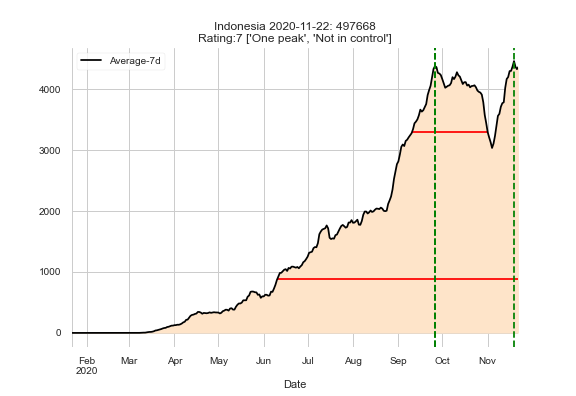 Indonesia 2020-11-22: 497668
Rating:7 ['One peak', 'Not in control']
Average-7d
4000
3000
2000
1000
0
Feb Mar Apr May Jun Jul Aug Sep Oct Nov
2020
Date